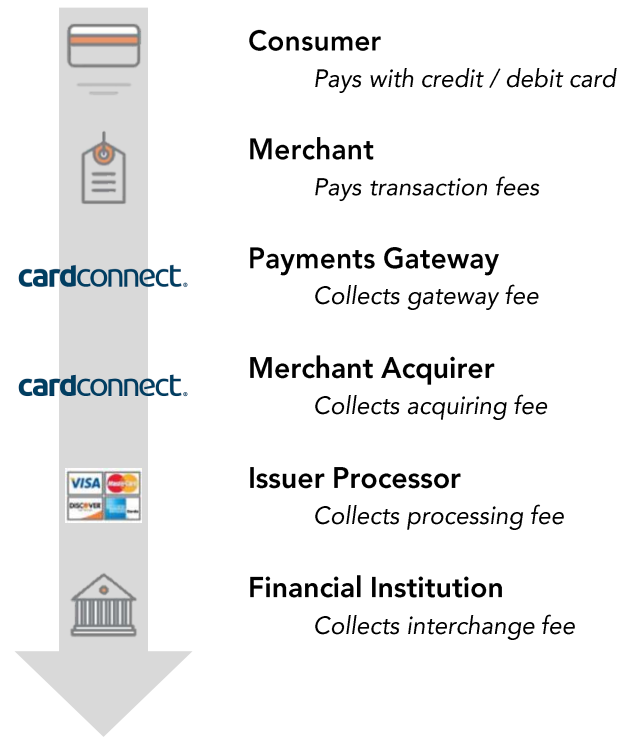 Consumer
Pays with credit / debit card
Merchant
Pays transaction fees
cardconnect.
Payments Gateway
Collects gateway fee
cardconnect.
Merchant Acquirer
Collects acquiring fee
VISA MasterCard
DISCOVER
Issuer Processor
Collects processing fee
Financial Institution
Collects interchange fee